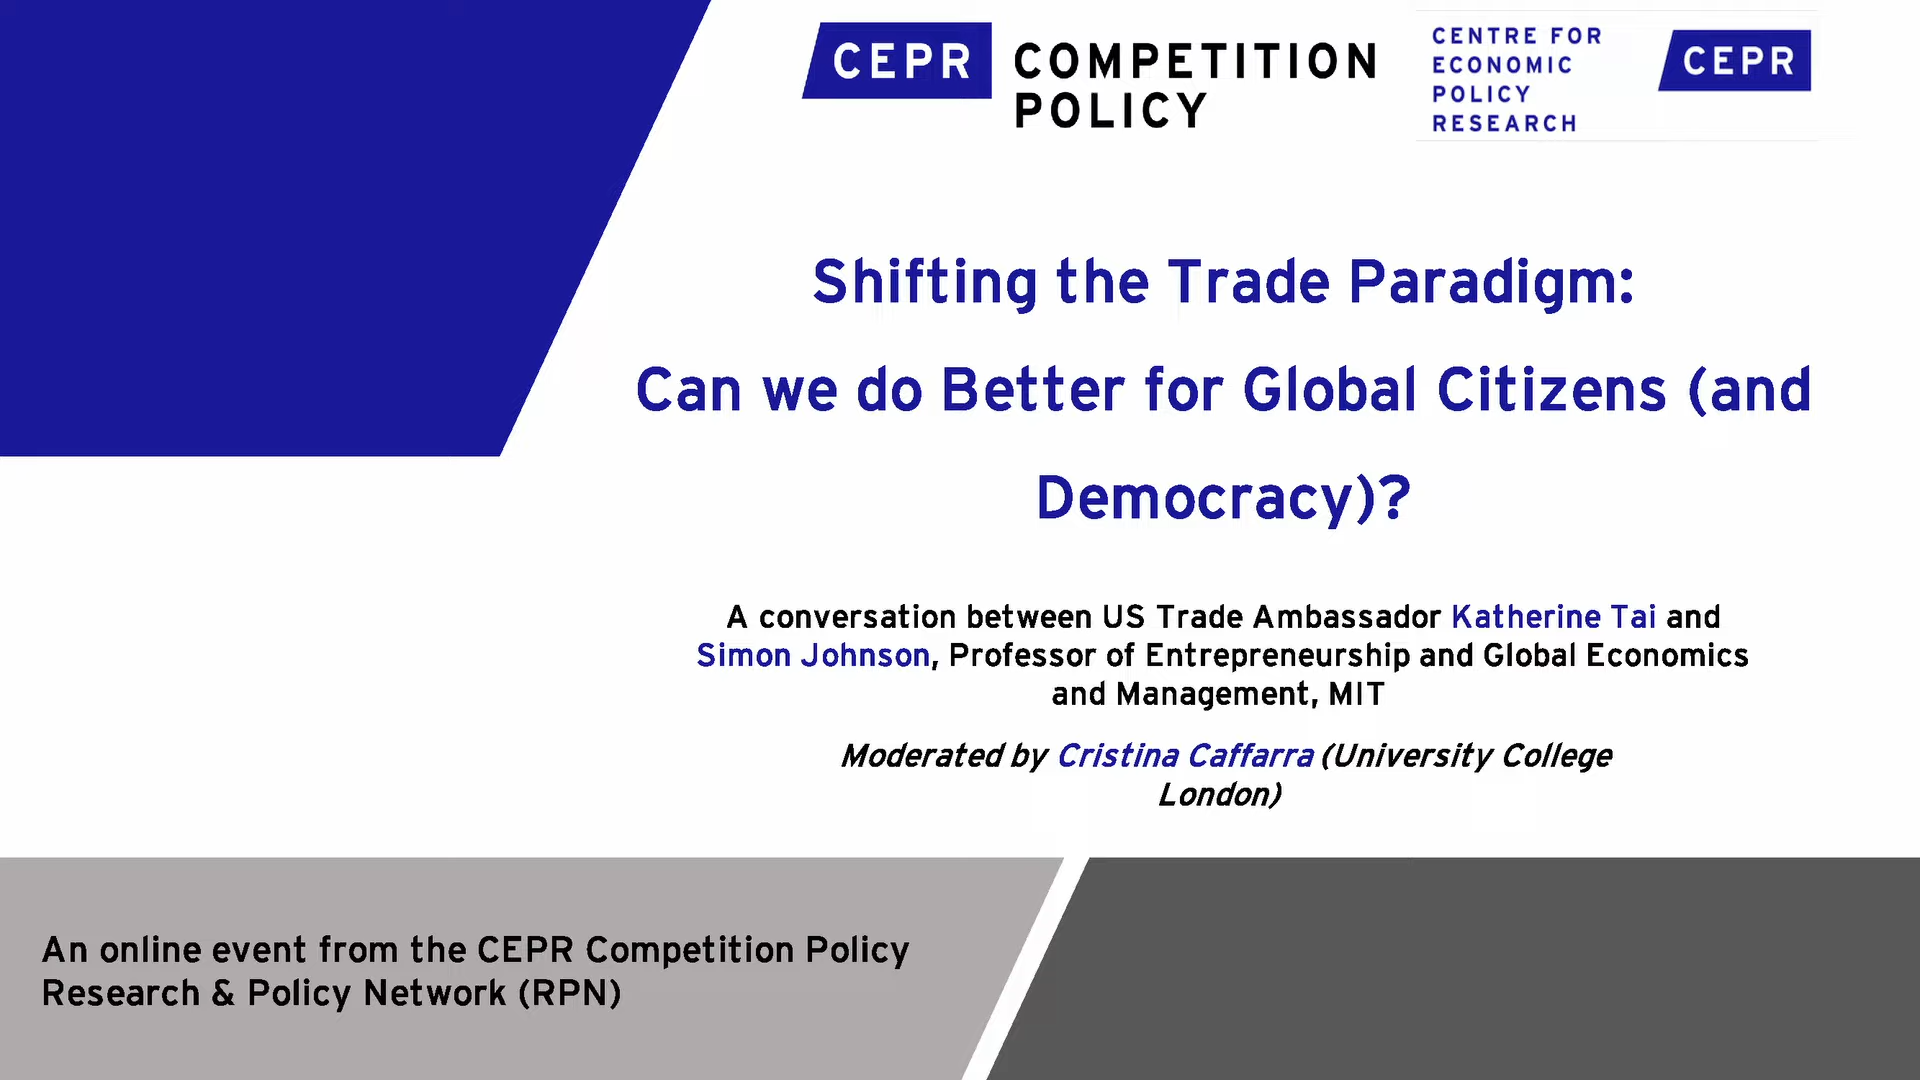 CEPR
COMPETITION
POLICY
CENTRE FOR
ECONOMIC
POLICY
RESEARCH
CEPR
Shifting the Trade Paradigm:
Can we do Better for Global Citizens (and
Democracy)?
A conversation between US Trade Ambassador Katherine Tai and
Simon Johnson, Professor of Entrepreneurship and Global Economics
and Management, MIT
Moderated by Cristina Caffarra (University College
London)
An online event from the CEPR Competition Policy
Research & Policy Network (RPN)